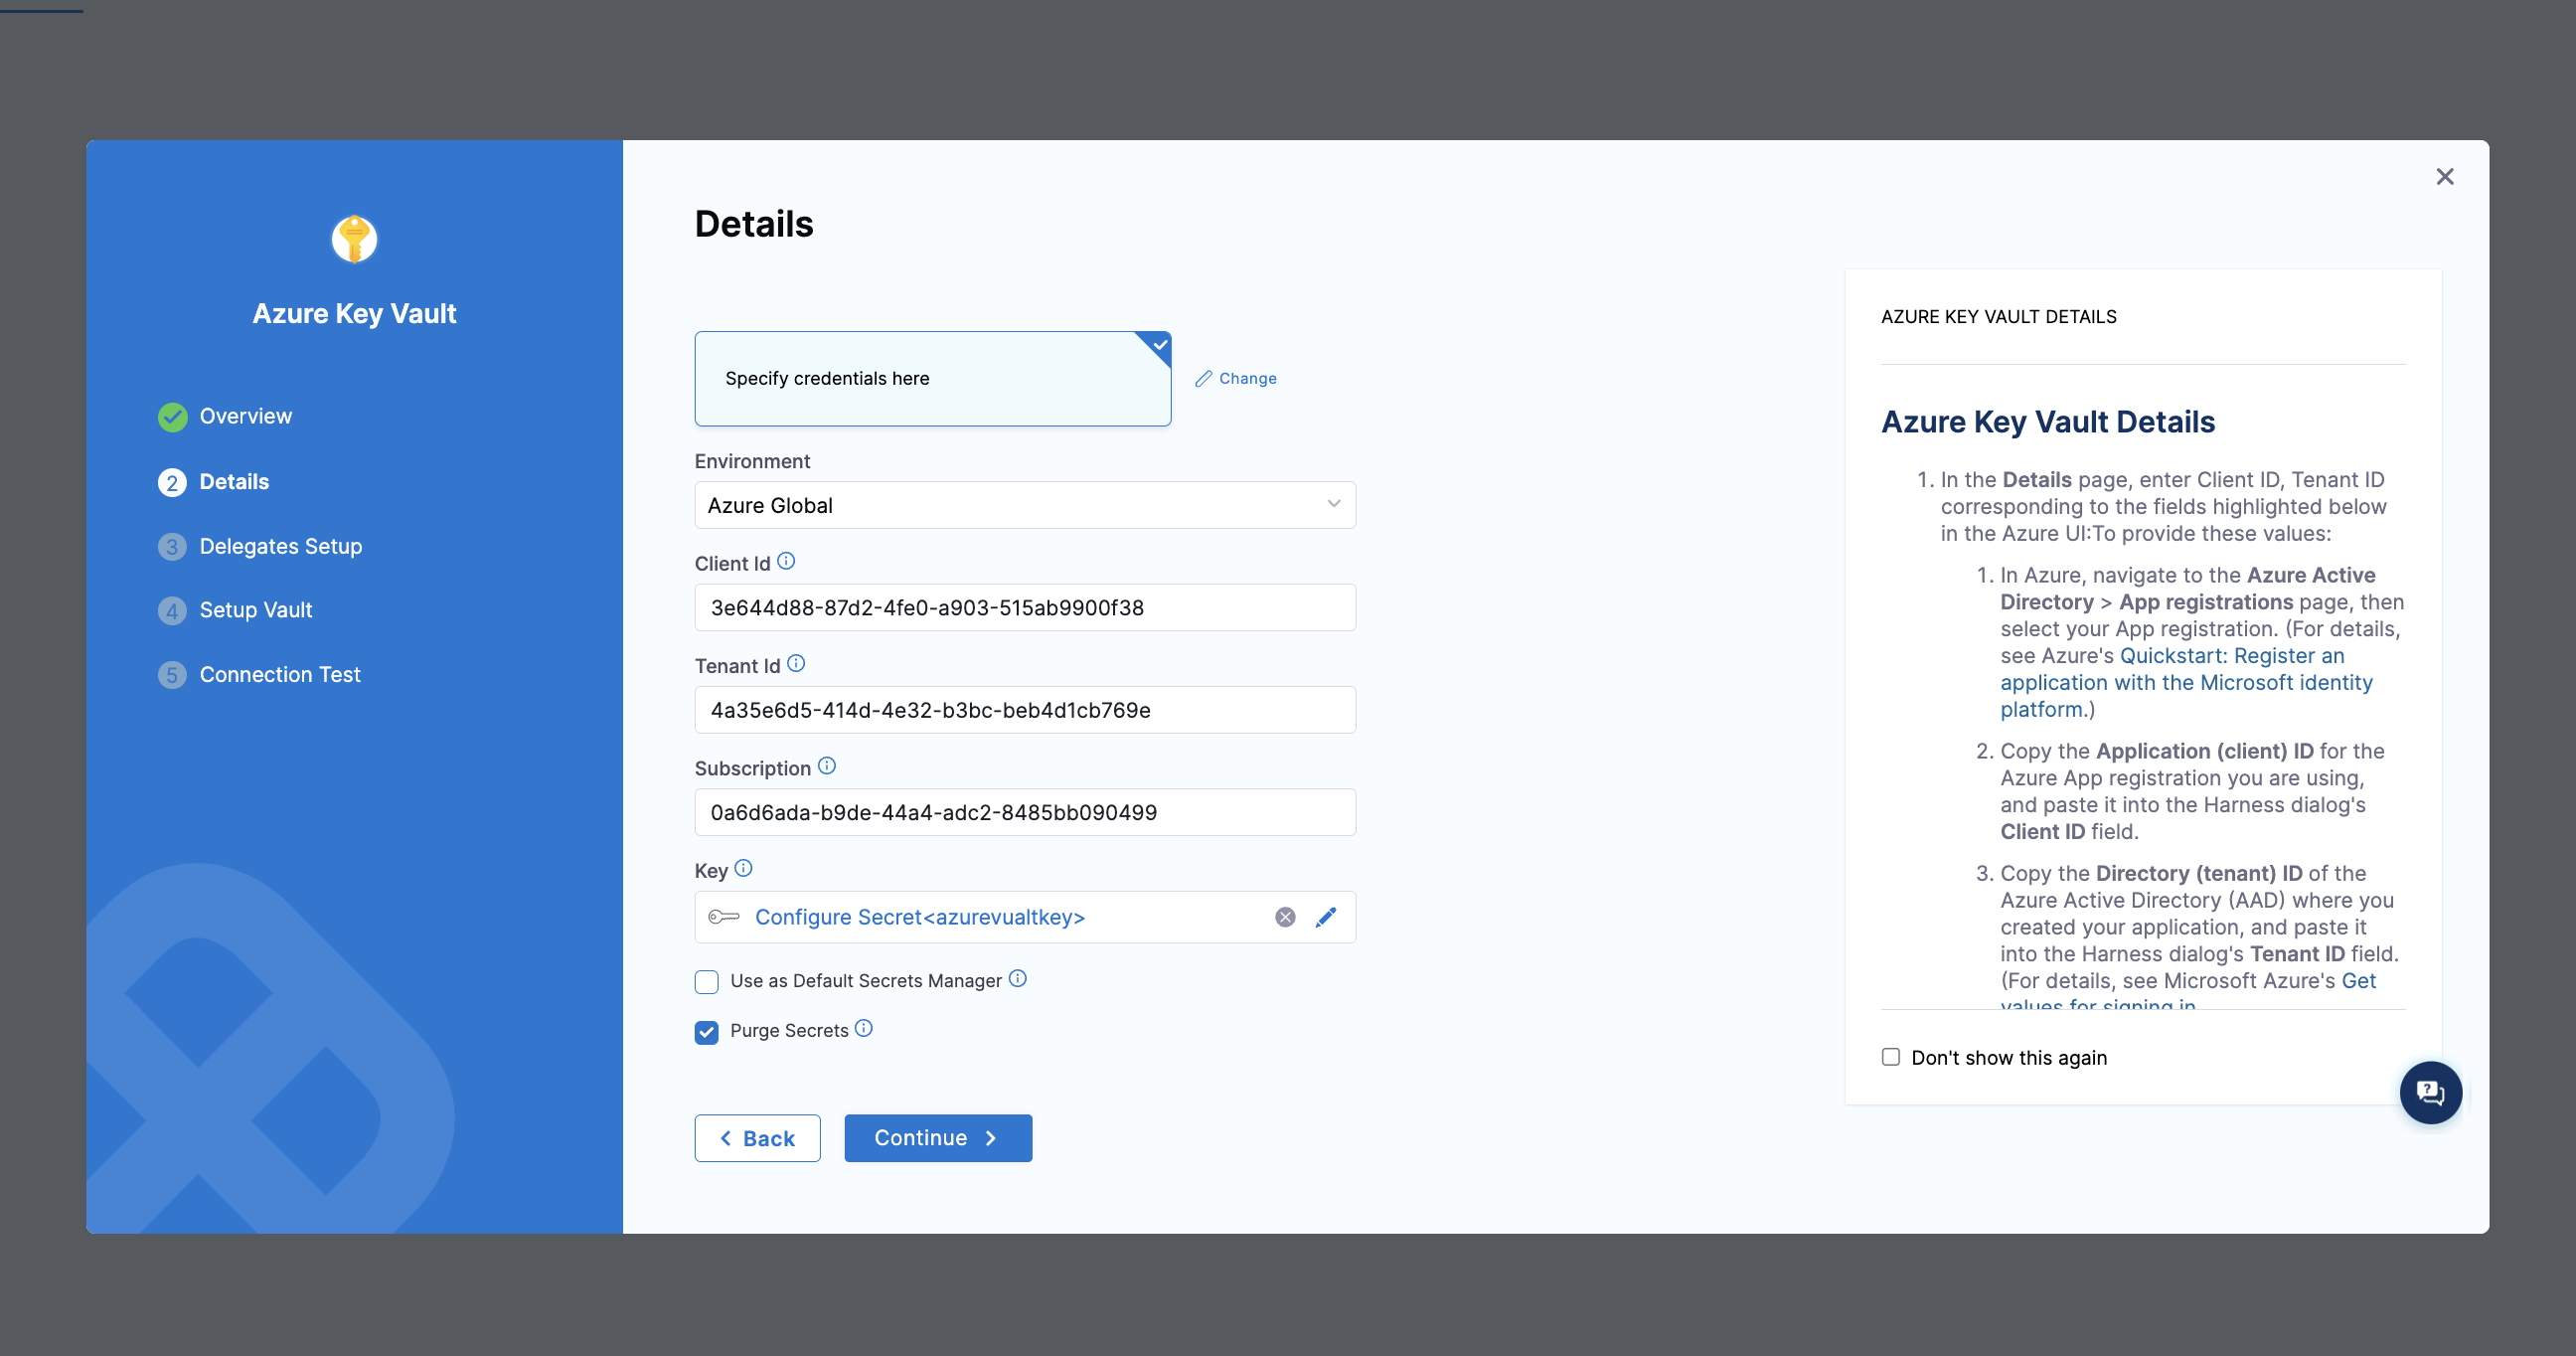 Azure Key Vault
Overview
2 Details
3 Delegates Setup
4 Setup Vault
5 Connection Test
Details
Specify credentials here
Change
Environment
Azure Global
Client Id
3e644d88-87d2-4fe0-a903-515ab9900f38
Tenant Id
4a35e6d5-414d-4e32-b3bc-beb4d1cb769e
Subscription
0a6d6ada-b9de-44a4-adc2-8485bb090499
Key
Configure Secret<azurevualtkey>
Use as Default Secrets Manager
Purge Secrets
Back
Continue
AZURE KEY VAULT DETAILS
Azure Key Vault Details
1. In the Details page, enter Client ID, Tenant ID
corresponding to the fields highlighted below
in the Azure UI:To provide these values:
1. In Azure, navigate to the Azure Active
Directory > App registrations page, then
select your App registration. (For details,
see Azure's Quickstart: Register an
application with the Microsoft identity
platform.)
2. Copy the Application (client) ID for the
Azure App registration you are using,
and paste it into the Harness dialog's
Client ID field.
3. Copy the Directory (tenant) ID of the
Azure Active Directory (AAD) where you
created your application, and paste it
into the Harness dialog's Tenant ID field.
(For details, see Microsoft Azure's Get
values for signing in
Don't show this again